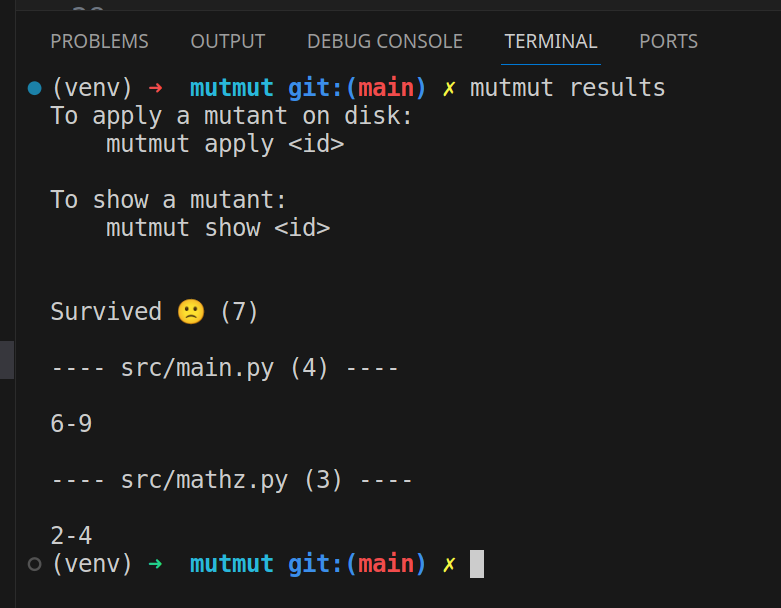 PROBLEMS OUTPUT DEBUG CONSOLE TERMINAL PORTS
(venv) ➜ mutmut git:(main) ✗ mutmut results
To apply a mutant on disk:
    mutmut apply <id>
To show a mutant:
    mutmut show <id>
Survived 🙁 (7)
---- src/main.py (4) ----
6-9
---- src/mathz.py (3) ----
2-4
(venv) ➜ mutmut git:(main) ✗